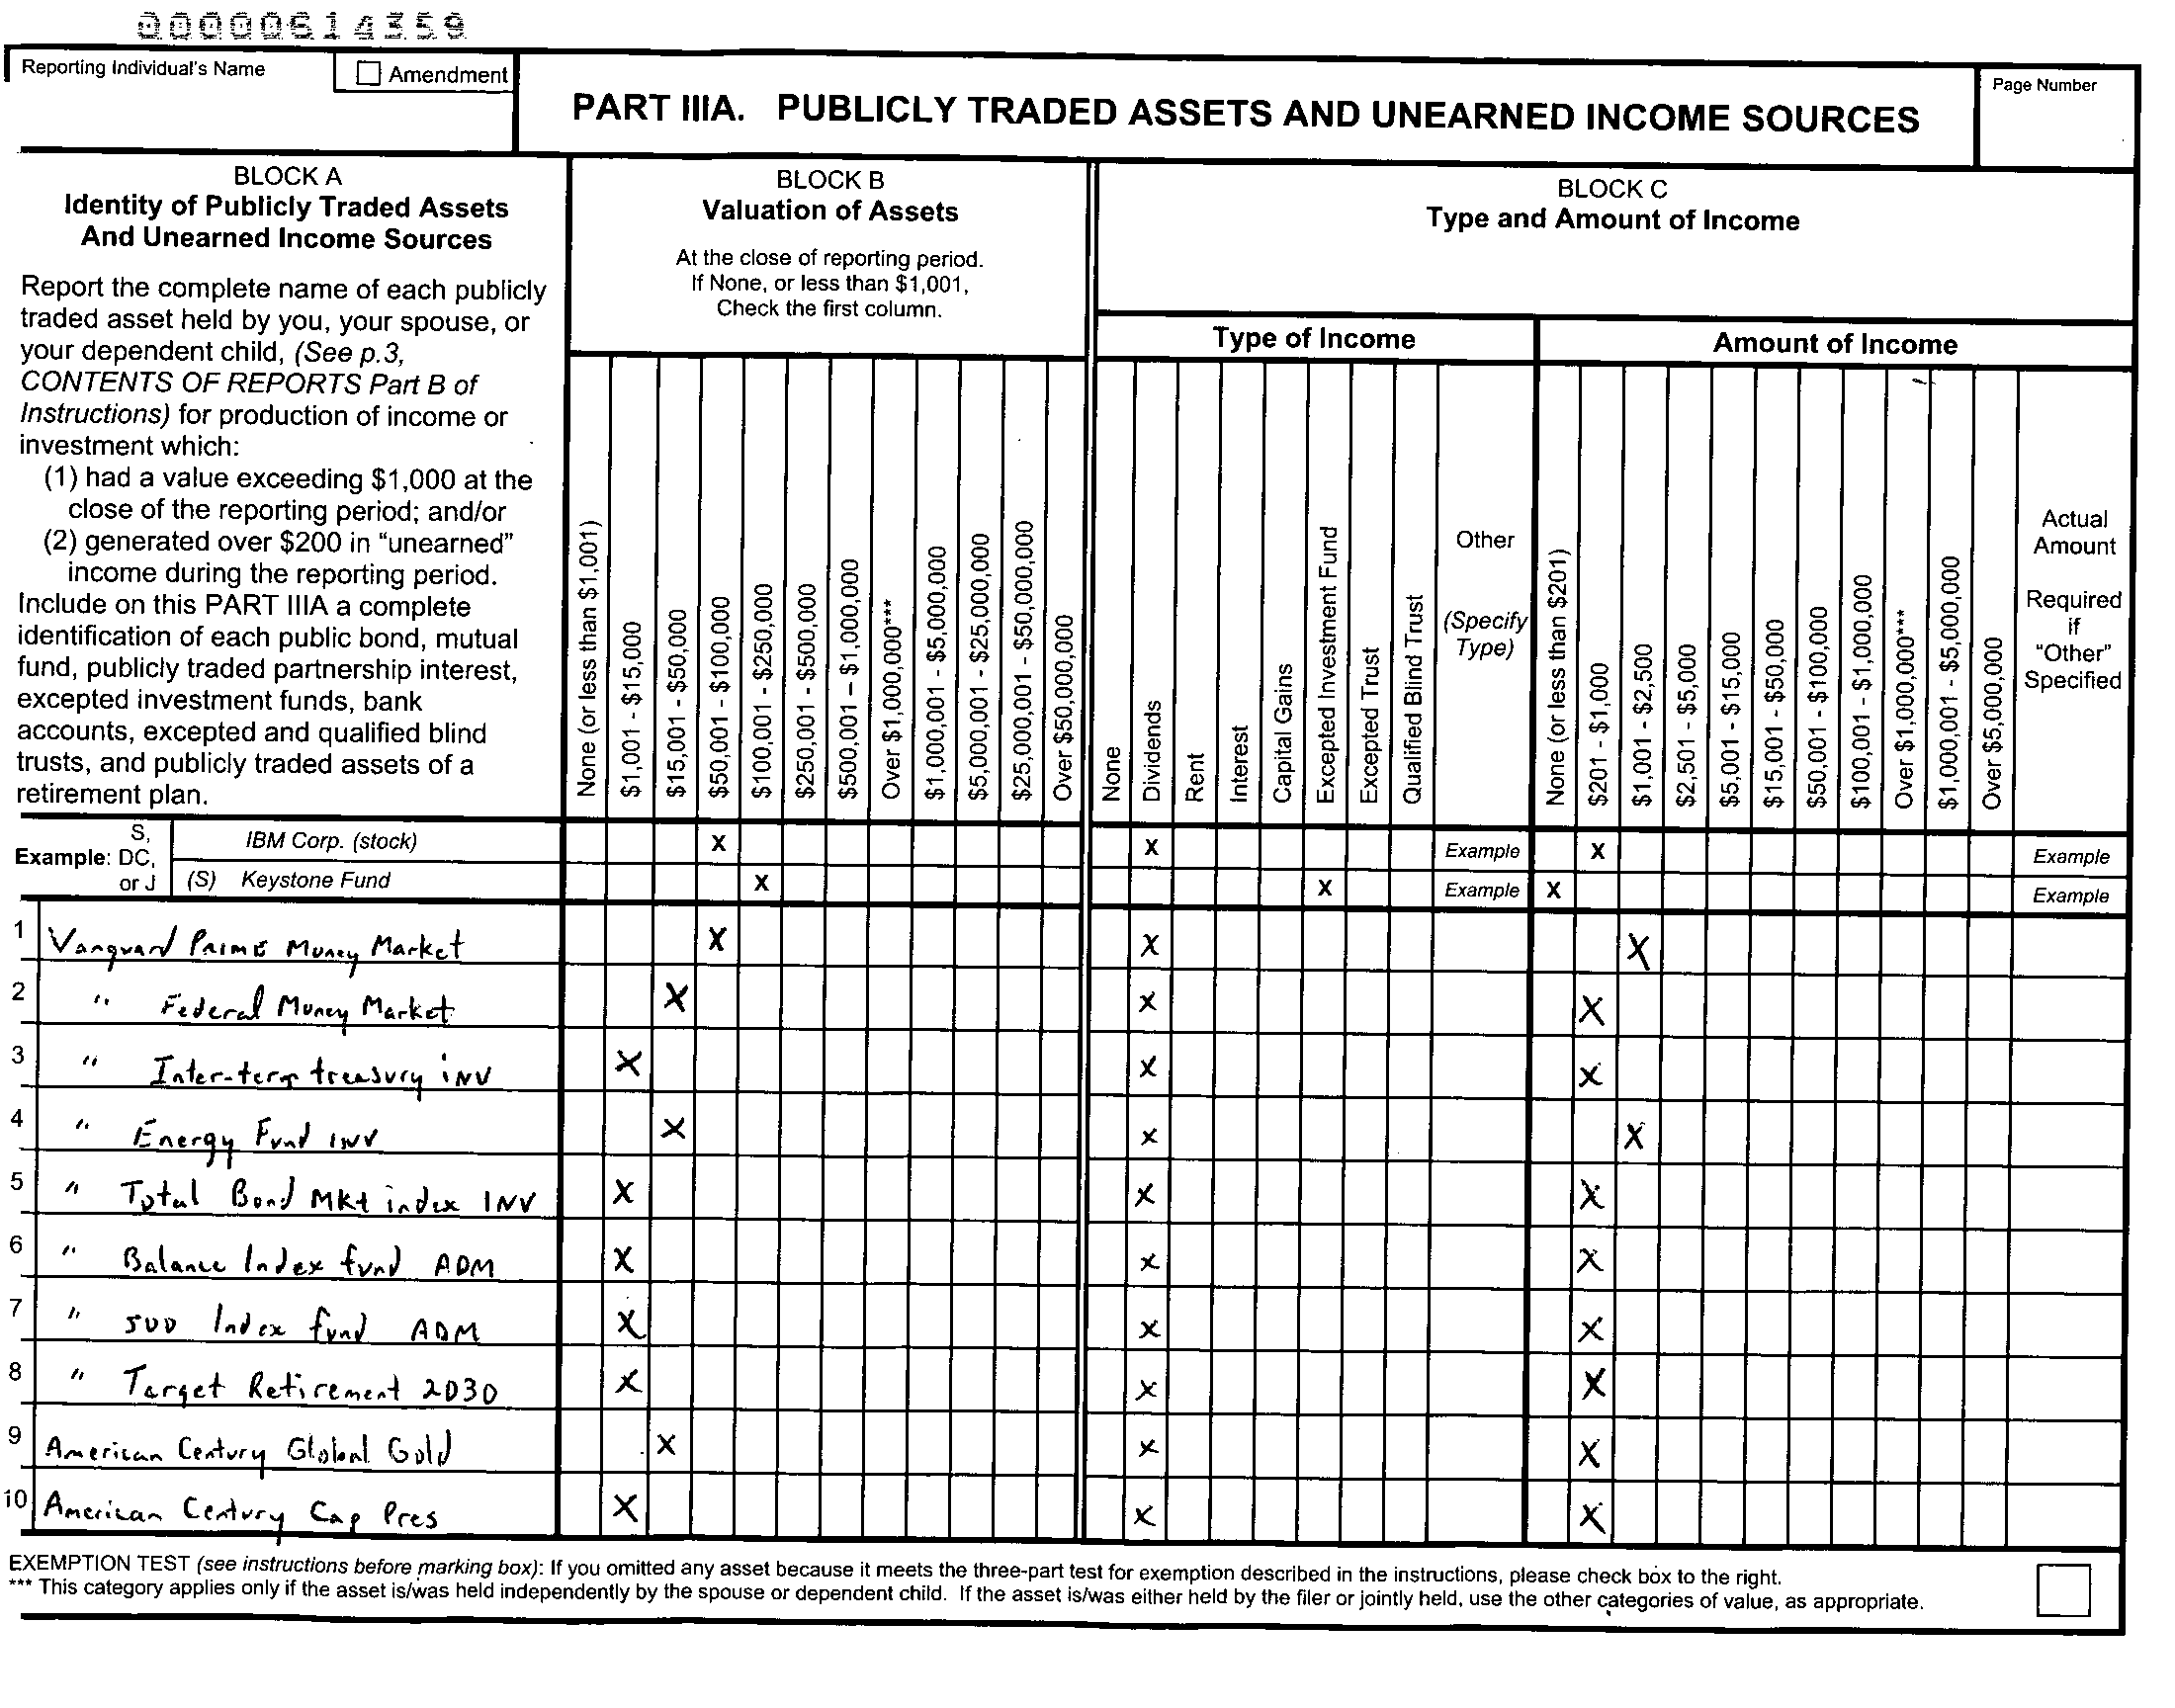 00000614359
Reporting Individual's Name
Amendment
PART IIIA. PUBLICLY TRADED ASSETS AND UNEARNED INCOME SOURCES
Page Number
BLOCK A
Identity of Publicly Traded Assets
And Unearned Income Sources
Report the complete name of each publicly
traded asset held by you, your spouse, or
your dependent child, (See p.3,
CONTENTS OF REPORTS Part B of
Instructions) for production of income or
investment which:
(1) had a value exceeding $1,000 at the
close of the reporting period; and/or
(2) generated over $200 in “unearned”
income during the reporting period.
Include on this PART IIIA a complete
identification of each public bond, mutual
fund, publicly traded partnership interest,
excepted investment funds, bank
accounts, excepted and qualified blind
trusts, and publicly traded assets of a
retirement plan.
BLOCK B
Valuation of Assets
At the close of reporting period.
If None, or less than $1,001,
Check the first column.
None (or less than $1,001)
$1,001 - $15,000
$15,001 - $50,000
$50,001 - $100,000
$100,001 - $250,000
$250,001 - $500,000
$500,001 – $1,000,000
Over $1,000,000***
$1,000,001 - $5,000,000
$5,000,001 - $25,000,000
$25,000,001 - $50,000,000
Over $50,000,000
BLOCK C
Type and Amount of Income
Type of Income
None
Dividends
Rent
Interest
Capital Gains
Excepted Investment Fund
Excepted Trust
Qualified Blind Trust
Other
(Specify
Type)
Amount of Income
None (or less than $201)
$201 - $1,000
$1,001 - $2,500
$2,501 - $5,000
$5,001 - $15,000
$15,001 - $50,000
$50,001 - $100,000
$100,001 - $1,000,000
Over $1,000,000***
$1,000,001 - $5,000,000
Over $5,000,000
Actual
Amount
Required
if
"Other"
Specified
Example: S, DC, or J
IBM Corp. (stock) X X Example X Example
(S) Keystone Fund X X Example X Example
1 Vanguard Prime Money Market X X X
2 " Federal Money Market X X X
3 " Inter-term treasury iNV X X X
4 " Energy Fund INV X X X
5 " Total Bond MKt index INV X X X
6 " Balance Index fund ADM X X X
7 " 500 Index fund ADM X X X
8 " Target Retirement 2030 X X X
9 American Century Global Gold X X X
10 American Century Cap Pres X X X
EXEMPTION TEST (see instructions before marking box): If you omitted any asset because it meets the three-part test for exemption described in the instructions, please check box to the right.
*** This category applies only if the asset is/was held independently by the spouse or dependent child. If the asset is/was either held by the filer or jointly held, use the other categories of value, as appropriate.